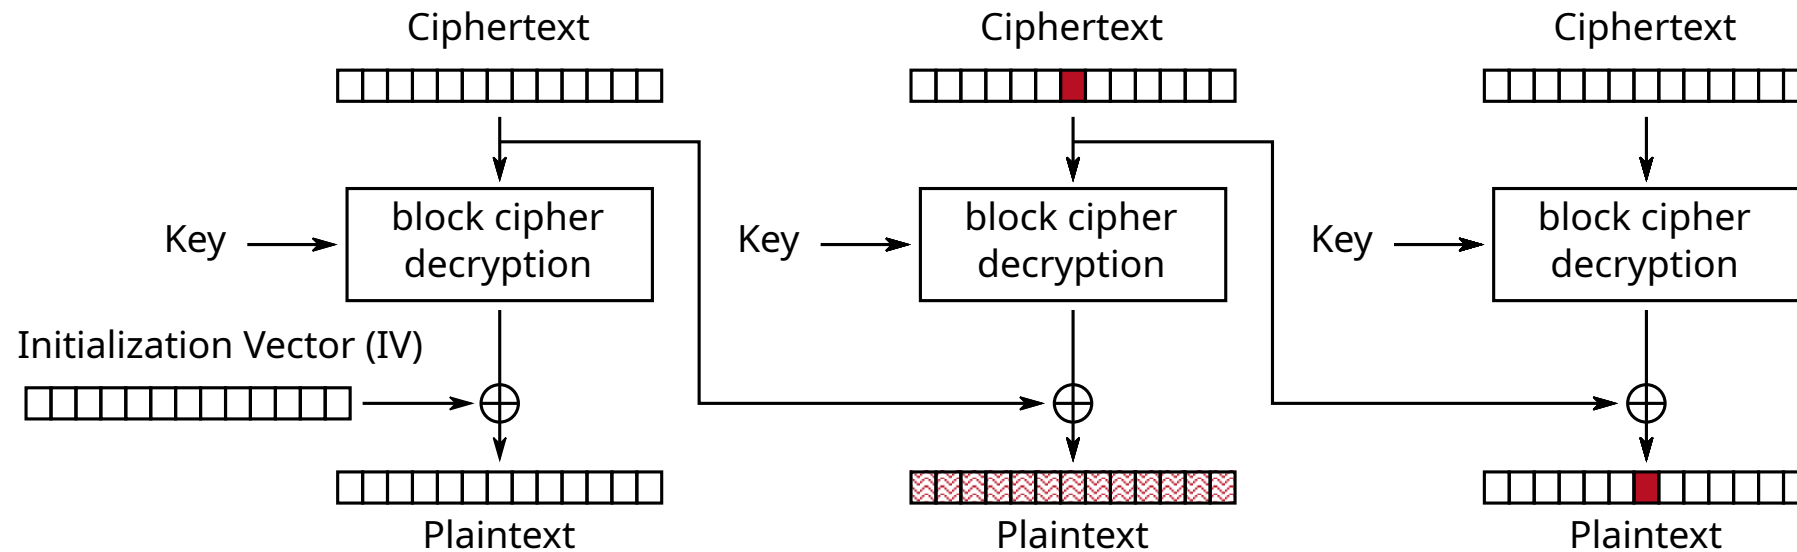 Ciphertext
Ciphertext
Ciphertext
Key
block cipher
decryption
Key
block cipher
decryption
Key
block cipher
decryption
Initialization Vector (IV)
Plaintext
Plaintext
Plaintext